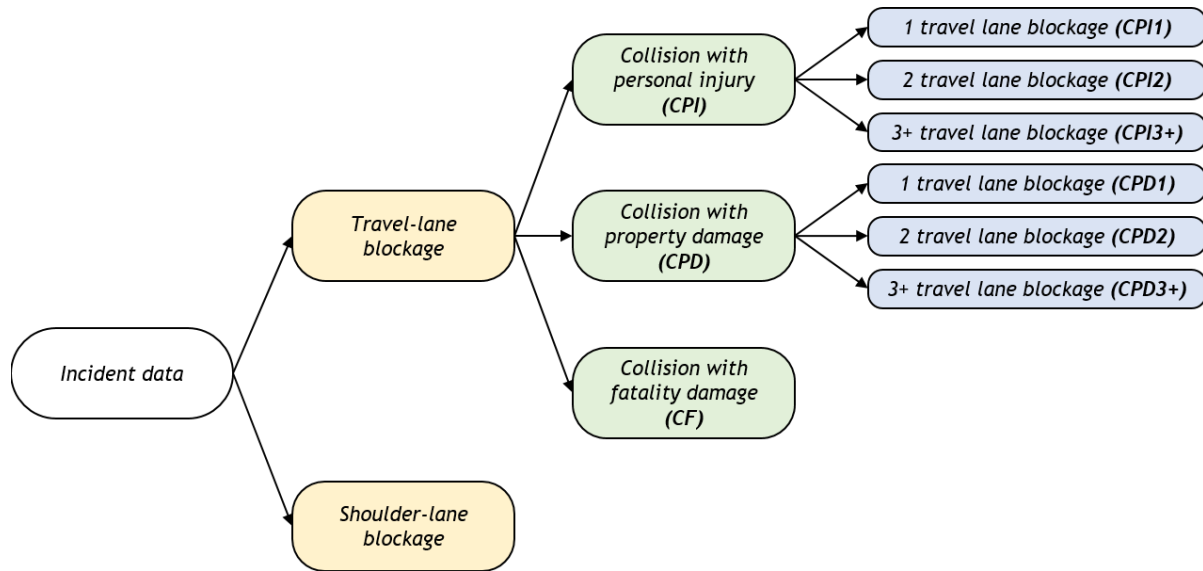 Incident data
Travel-lane
blockage
Shoulder-lane
blockage
Collision with
personal injury
(CPI)
Collision with
property damage
(CPD)
Collision with
fatality damage
(CF)
1 travel lane blockage (CPI1)
2 travel lane blockage (CPI2)
3+ travel lane blockage (CPI3+)
1 travel lane blockage (CPD1)
2 travel lane blockage (CPD2)
3+ travel lane blockage (CPD3+)